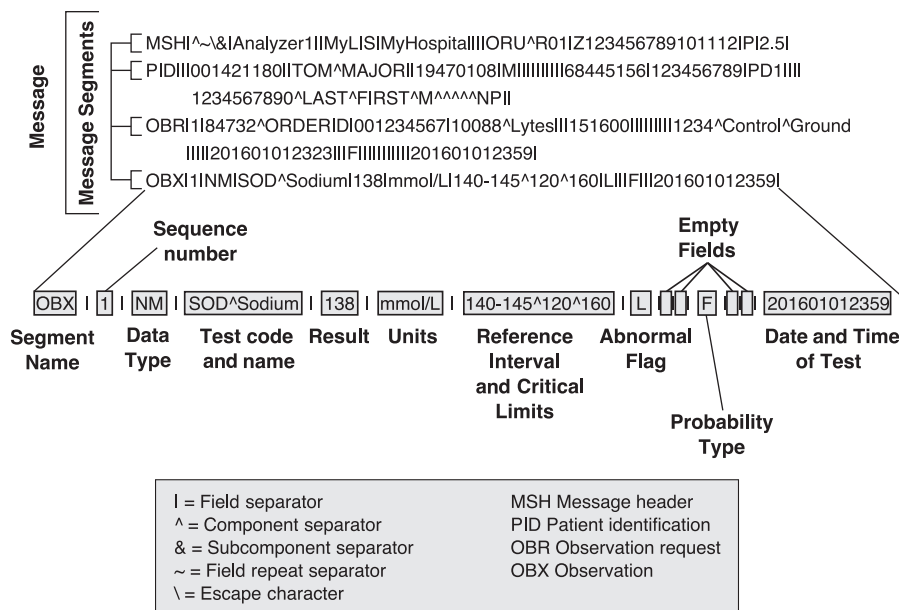 Message
Message Segments
MSH|^~\&|Analyzer1||MyLIS|MyHospital||||ORU^R01|Z123456789101112|P|2.5|
PID|||001421180||TOM^MAJOR||19470108|M||||||||||68445156|123456789|PD1||||
1234567890^LAST^FIRST^M^^^^^NP||
OBR|1|84732^ORDERID|001234567|10088^Lytes|||151600|||||||||1234^Control^Ground
|||||201601012323|||F|||||||||||201601012359|
OBX|1|NM|SOD^Sodium|138|mmol/L|140-145^120^160|L|||F|||201601012359|
Sequence
number
Empty
Fields
OBX | 1 | NM | SOD^Sodium | 138 | mmol/L | 140-145^120^160 | L | | | F | | | 201601012359
Segment
Name
Data
Type
Test code
and name
Result
Units
Reference
Interval
and Critical
Limits
Abnormal
Flag
Date and Time
of Test
Probability
Type
| = Field separator
^ = Component separator
& = Subcomponent separator
~ = Field repeat separator
\ = Escape character
MSH Message header
PID Patient identification
OBR Observation request
OBX Observation